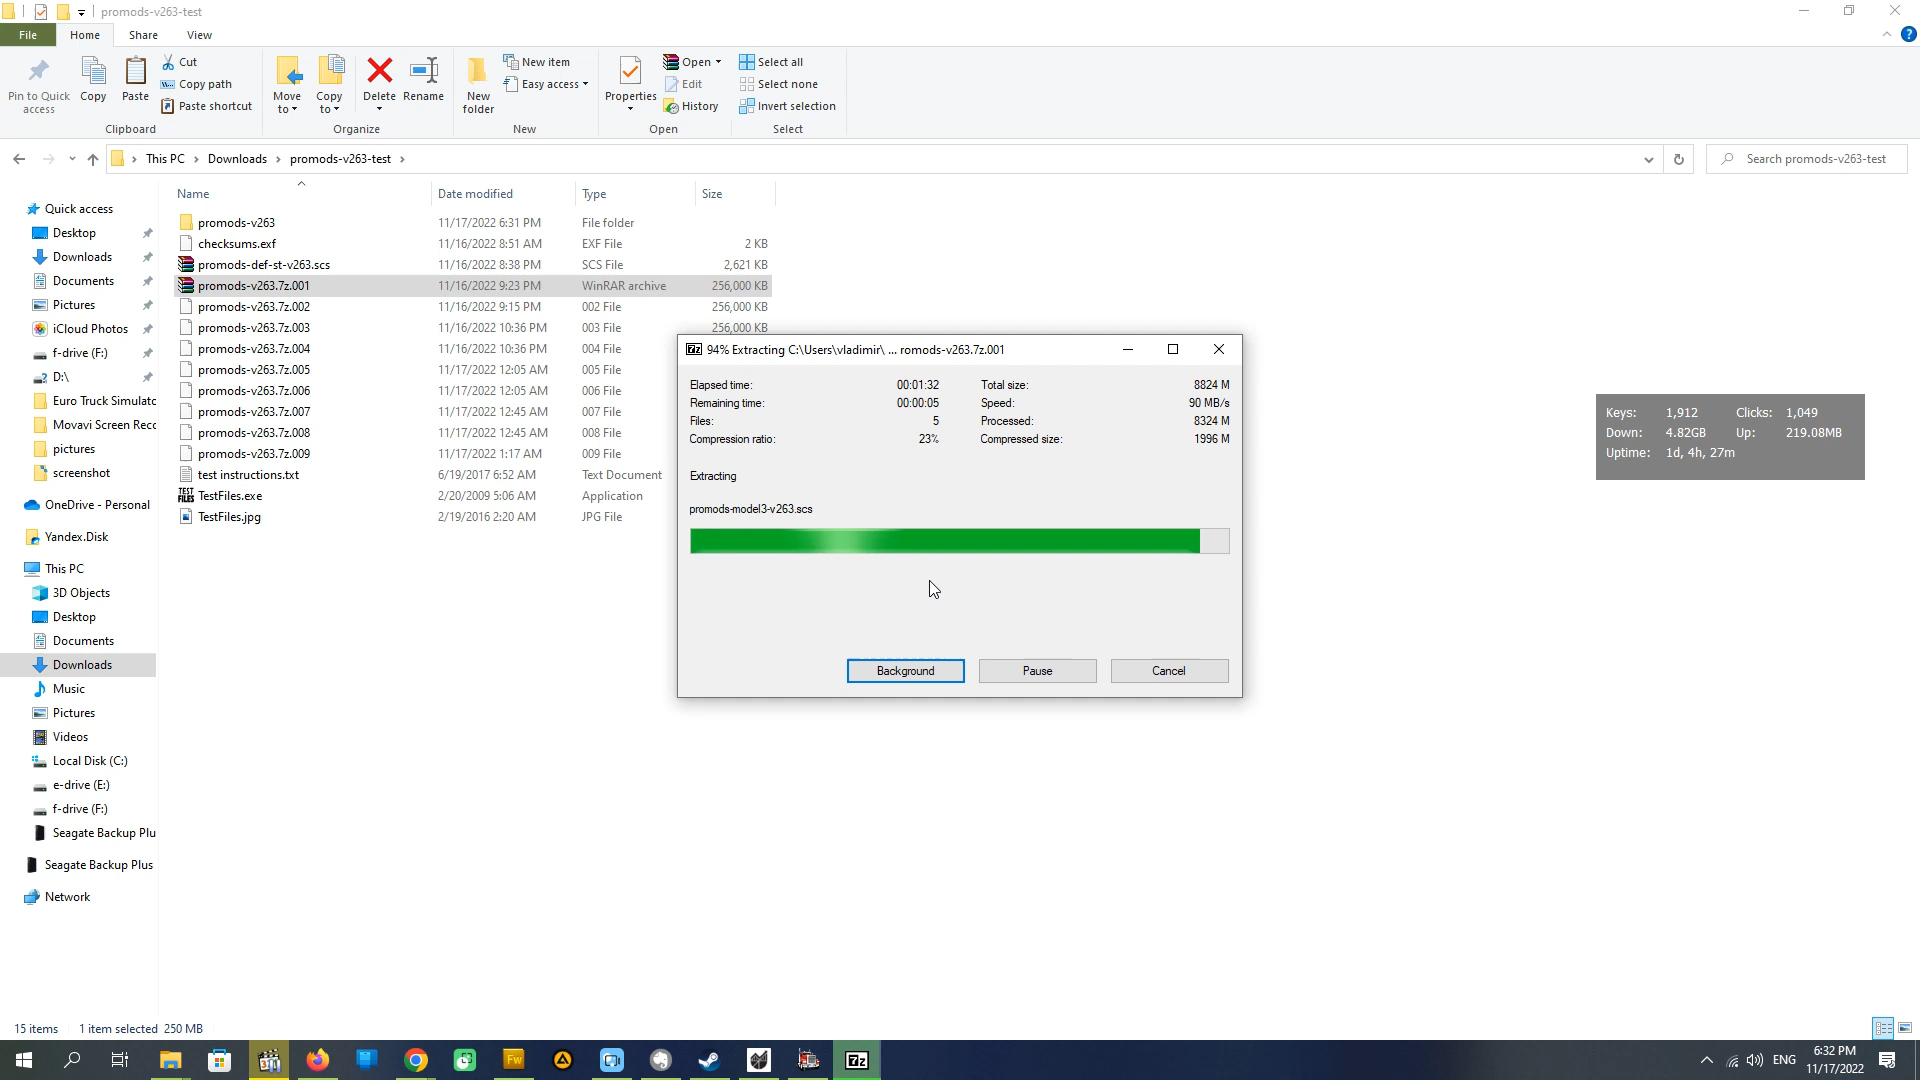 promods-v263-test
File
Home
Share
View
Pin to Quick access
Copy
Paste
Cut
Copy path
Paste shortcut
Clipboard
Move to
Copy to
Delete
Rename
Organize
New folder
New item
Easy access
New
Properties
Open
Edit
History
Open
Select all
Select none
Invert selection
Select
This PC
Downloads
promods-v263-test
Search promods-v263-test
Quick access
Desktop
Downloads
Documents
Pictures
iCloud Photos
f-drive (F:)
D:\
Euro Truck Simulatc
Movavi Screen Recc
pictures
screenshot
OneDrive - Personal
Yandex.Disk
This PC
3D Objects
Desktop
Documents
Downloads
Music
Pictures
Videos
Local Disk (C:)
e-drive (E:)
f-drive (F:)
Seagate Backup Plu
Seagate Backup Plus
Network
Name Date modified Type Size
promods-v263 11/17/2022 6:31 PM File folder
checksums.exf 11/16/2022 8:51 AM EXF File 2 KB
promods-def-st-v263.scs 11/16/2022 8:38 PM SCS File 2,621 KB
promods-v263.7z.001 11/16/2022 9:23 PM WinRAR archive 256,000 KB
promods-v263.7z.002 11/16/2022 9:15 PM 002 File 256,000 KB
promods-v263.7z.003 11/16/2022 10:36 PM 003 File 256,000 KB
promods-v263.7z.004 11/16/2022 10:36 PM 004 File
promods-v263.7z.005 11/17/2022 12:05 AM 005 File
promods-v263.7z.006 11/17/2022 12:05 AM 006 File
promods-v263.7z.007 11/17/2022 12:45 AM 007 File
promods-v263.7z.008 11/17/2022 12:45 AM 008 File
promods-v263.7z.009 11/17/2022 1:17 AM 009 File
test instructions.txt 6/19/2017 6:52 AM Text Document
TestFiles.exe 2/20/2009 5:06 AM Application
TestFiles.jpg 2/19/2016 2:20 AM JPG File
7z 94% Extracting C:\Users\vladimir\ ... romods-v263.7z.001
Elapsed time: 00:01:32 Total size: 8824 M
Remaining time: 00:00:05 Speed: 90 MB/s
Files: 5 Processed: 8324 M
Compression ratio: 23% Compressed size: 1996 M
Extracting
promods-model3-v263.scs
Background
Pause
Cancel
Keys: 1,912 Clicks: 1,049
Down: 4.82GB Up: 219.08MB
Uptime: 1d, 4h, 27m
15 items 1 item selected 250 MB
Fw
7z
ENG
6:32 PM
11/17/2022